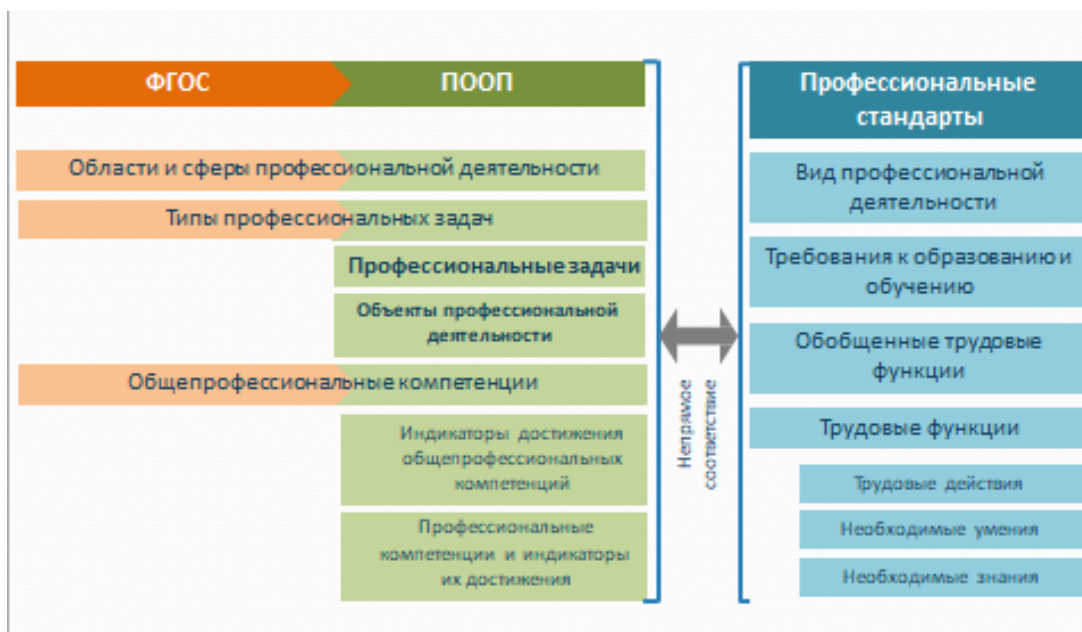 ФГОС
ПООП
Области и сферы профессиональной деятельности
Типы профессиональных задач
Профессиональные задачи
Объекты профессиональной
деятельности
Общепрофессиональные компетенции
Индикаторы достижения
общепрофессиональных
компетенций
Профессиональные
компетенции и индикаторы
их достижения
Непрямое
соответствие
Профессиональные
стандарты
Вид профессиональной
деятельности
Требования к образованию и
обучению
Обобщенные трудовые
функции
Трудовые функции
Трудовые действия
Необходимые умения
Необходимые знания